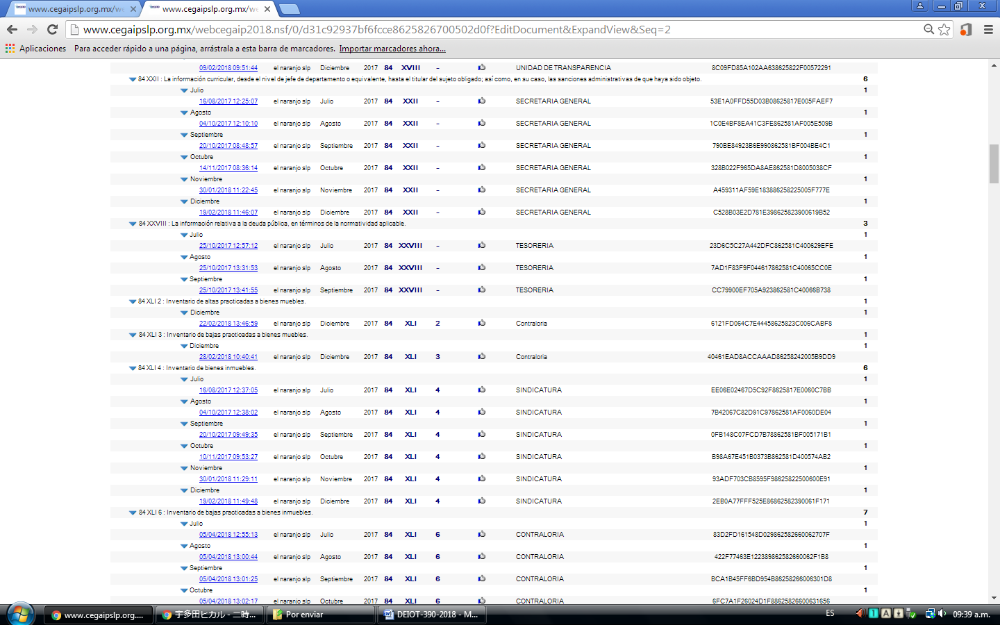 www.cegaipslp.org.mx/we
www.cegaipslp.org.mx/we
www.cegaipslp.org.mx/webcegaip2018.nsf/0/d31c92937bf6fcce8625826700502d0f?EditDocument&ExpandView&Seq=2
Aplicaciones Para acceder rápido a una página, arrástrala a esta barra de marcadores. Importar marcadores ahora...
09/02/2018 09:51:44 el naranjo slp Diciembre 2017 84 XVIII - UNIDAD DE TRANSPARENCIA 8C09FD85A102AA638625822F00572291
84 XXII : La información curricular, desde el nivel de jefe de departamento o equivalente, hasta el titular del sujeto obligado; así como, en su caso, las sanciones administrativas de que haya sido objeto. 6
Julio 1
16/08/2017 12:25:07 el naranjo slp Julio 2017 84 XXII - SECRETARIA GENERAL 53E1A0FFD55D03B08625817E005FAEF7
Agosto 1
04/10/2017 12:10:10 el naranjo slp Agosto 2017 84 XXII - SECRETARIA GENERAL 1C0E4BF8EA41C3FE862581AF005E509B
Septiembre 1
20/10/2017 08:48:57 el naranjo slp Septiembre 2017 84 XXII - SECRETARIA GENERAL 790BE84923B6E990862581BF004BE4C1
Octubre 1
14/11/2017 08:36:14 el naranjo slp Octubre 2017 84 XXII - SECRETARIA GENERAL 328B022F965DA8AE862581D8005038CF
Noviembre 1
30/01/2018 11:22:45 el naranjo slp Noviembre 2017 84 XXII - SECRETARIA GENERAL A459311AF59E183886258225005F777E
Diciembre 1
19/02/2018 11:46:07 el naranjo slp Diciembre 2017 84 XXII - SECRETARIA GENERAL C528B03E2D781E398625823900619B52
84 XXVIII : La información relativa a la deuda pública, en términos de la normatividad aplicable. 3
Julio 1
25/10/2017 12:57:12 el naranjo slp Julio 2017 84 XXVIII - TESORERIA 23D6C5C27A442DFC862581C400629EFE
Agosto 1
25/10/2017 13:31:53 el naranjo slp Agosto 2017 84 XXVIII - TESORERIA 7AD1F83F9F044617862581C40065CC0E
Septiembre 1
25/10/2017 13:41:55 el naranjo slp Septiembre 2017 84 XXVIII - TESORERIA CC79900EF705A923862581C40066B738
84 XLI 2 : Inventario de altas practicadas a bienes muebles. 1
Diciembre 1
22/02/2018 13:46:59 el naranjo slp Diciembre 2017 84 XLI 2 Contraloria 6121FD064C7E44458625823C006CABF8
84 XLI 3 : Inventario de bajas practicadas a bienes muebles. 1
Diciembre 1
28/02/2018 10:40:41 el naranjo slp Diciembre 2017 84 XLI 3 Contraloria 40461EAD8ACCAAAD86258242005B9DD9
84 XLI 4 : Inventario de bienes inmuebles. 6
Julio 1
16/08/2017 12:37:05 el naranjo slp Julio 2017 84 XLI 4 SINDICATURA EE06E02467D5C92F8625817E0060C7BB
Agosto 1
04/10/2017 12:38:02 el naranjo slp Agosto 2017 84 XLI 4 SINDICATURA 7B42067C82D91C97862581AF0060DE04
Septiembre 1
20/10/2017 09:49:35 el naranjo slp Septiembre 2017 84 XLI 4 SINDICATURA 0FB148C07FCD7B78862581BF005171B1
Octubre 1
10/11/2017 09:53:27 el naranjo slp Octubre 2017 84 XLI 4 SINDICATURA B98A67E451B0373B862581D400574AB2
Noviembre 1
30/01/2018 11:29:11 el naranjo slp Noviembre 2017 84 XLI 4 SINDICATURA 93ADF703CB8595F98625822500600E91
Diciembre 1
19/02/2018 11:49:48 el naranjo slp Diciembre 2017 84 XLI 4 SINDICATURA 2EB0A77FFF525E86862582390061F171
84 XLI 6 : Inventario de bajas practicadas a bienes inmuebles. 7
Julio 1
05/04/2018 12:55:13 el naranjo slp Julio 2017 84 XLI 6 CONTRALORIA 83D2FD161548D029862582660062707F
Agosto 1
05/04/2018 13:00:44 el naranjo slp Agosto 2017 84 XLI 6 CONTRALORIA 422F77463E122389862582660062F1B8
Septiembre 1
05/04/2018 13:01:25 el naranjo slp Septiembre 2017 84 XLI 6 CONTRALORIA BCA1B45FF6BD954B86258266006301D8
Octubre 1
05/04/2018 13:02:17 el naranjo slp Octubre 2017 84 XLI 6 CONTRALORIA 6FC7A1F26024D1F88625826600631656
www.cegaipslp.org.... 宇多田ヒカル - 二時... Por enviar DEIOT-390-2018 - M... ES 09:39 a.m.